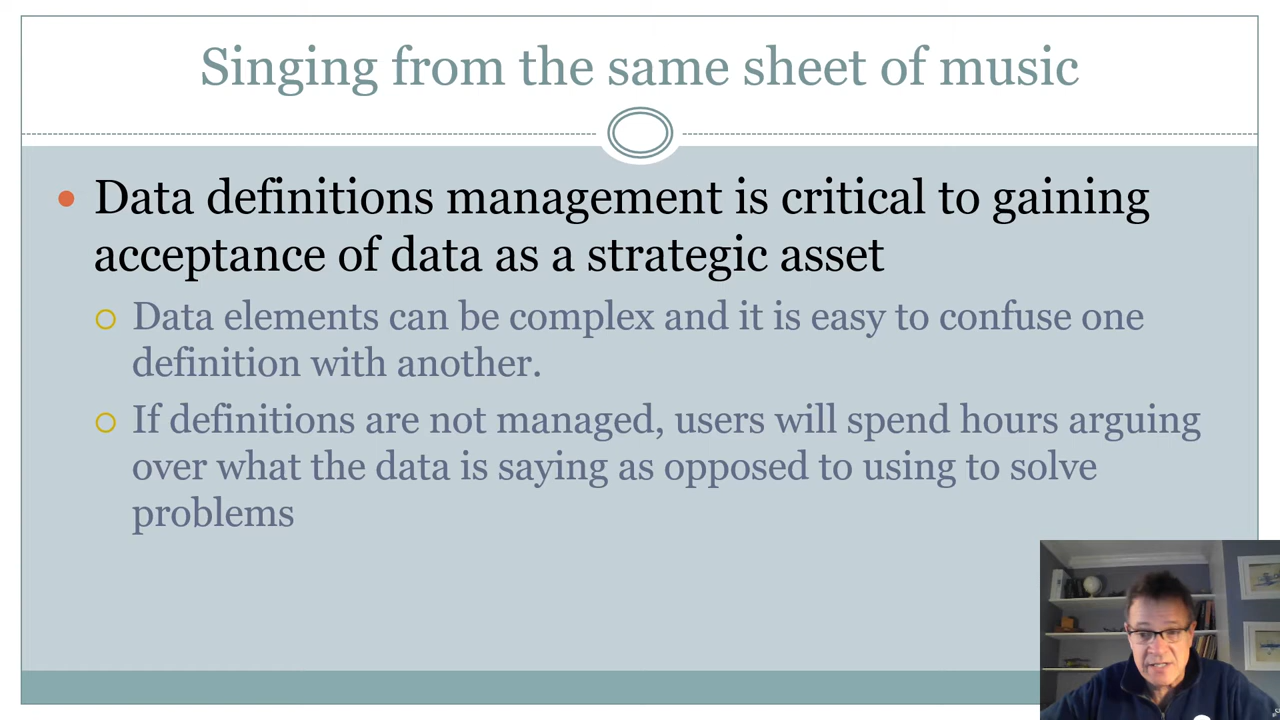 Singing from the same sheet of music
Data definitions management is critical to gaining
acceptance of data as a strategic asset
Data elements can be complex and it is easy to confuse one
definition with another.
If definitions are not managed, users will spend hours arguing
over what the data is saying as opposed to using to solve
problems